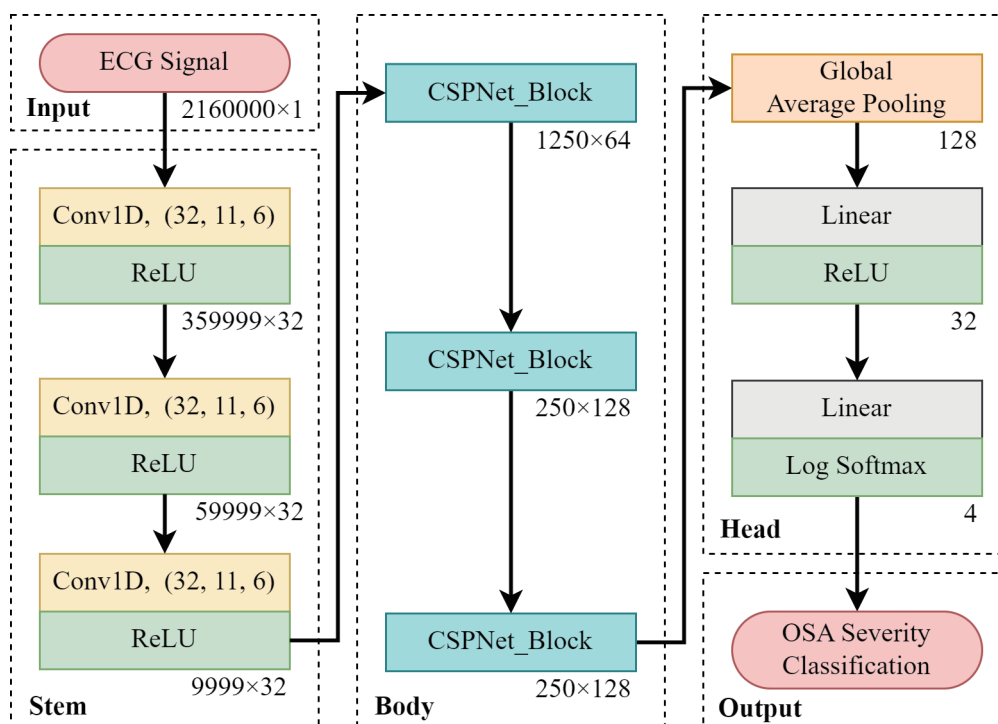 ECG Signal
Input
2160000×1
Conv1D, (32, 11, 6)
ReLU
359999×32
Conv1D, (32, 11, 6)
ReLU
59999×32
Conv1D, (32, 11, 6)
ReLU
9999×32
Stem
CSPNet_Block
1250×64
CSPNet_Block
250×128
CSPNet_Block
250×128
Body
Global
Average Pooling
128
Linear
ReLU
32
Linear
Log Softmax
4
Head
OSA Severity
Classification
Output